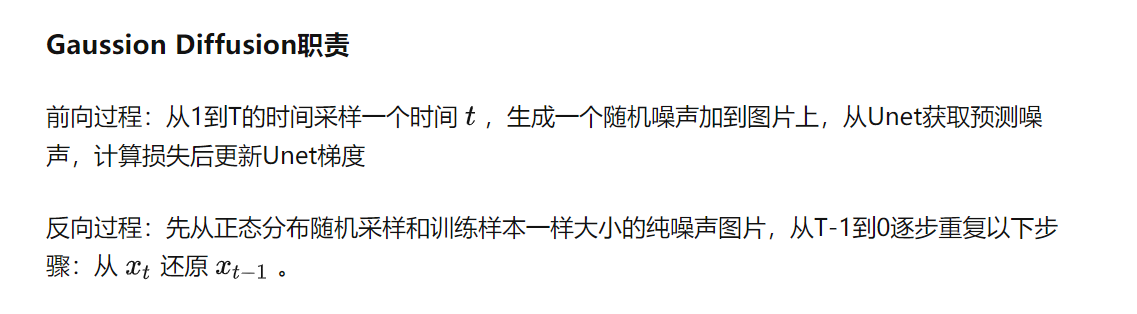 Gaussion Diffusion职责
前向过程：从1到T的时间采样一个时间 t ，生成一个随机噪声加到图片上，从Unet获取预测噪
声，计算损失后更新Unet梯度
反向过程：先从正态分布随机采样和训练样本一样大小的纯噪声图片，从T-1到0逐步重复以下步
骤：从 x_t 还原 x_{t-1} 。